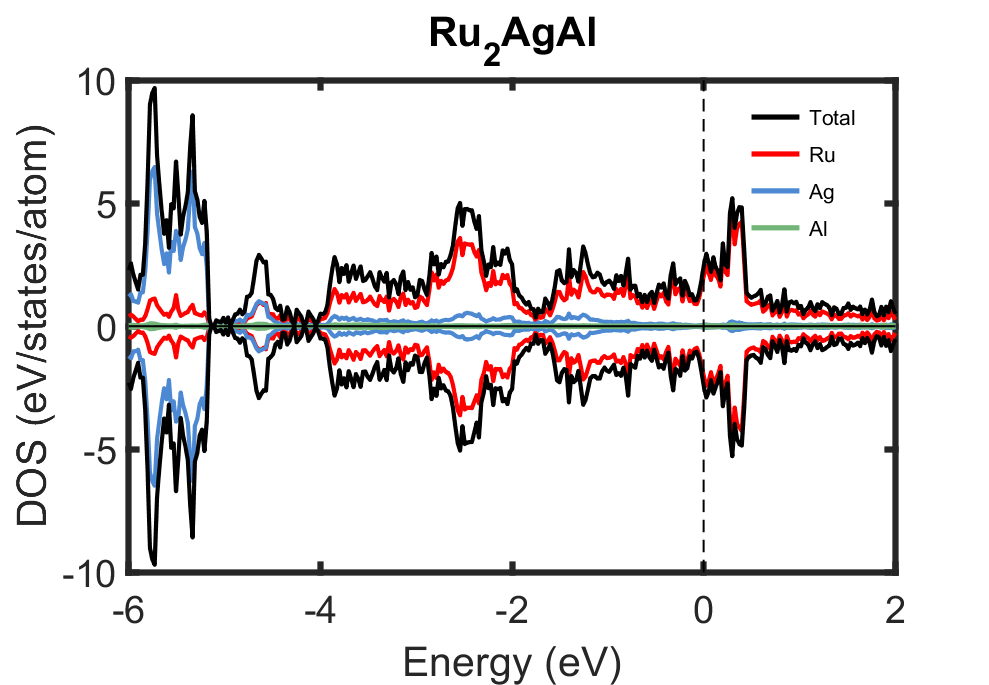 Ru2AgAl
DOS (eV/states/atom)
10
5
0
-5
-10
Total
Ru
Ag
Al
-6
-4
-2
0
2
Energy (eV)